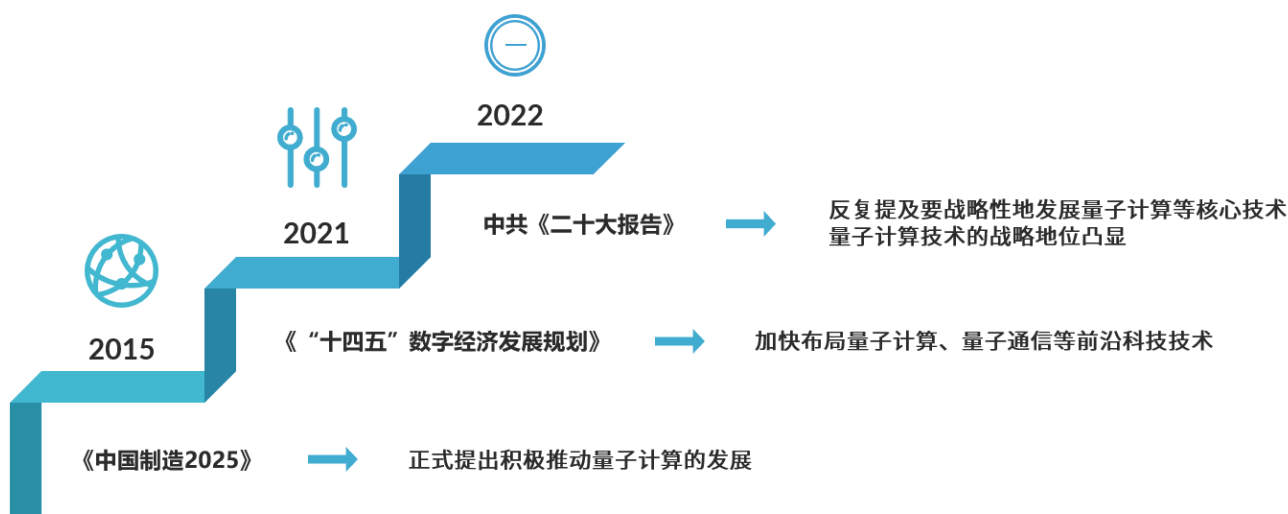 2022
中共《二十大报告》
反复提及要战略性地发展量子计算等核心技术
量子计算技术的战略地位凸显
2021
《“十四五”数字经济发展规划》
加快布局量子计算、量子通信等前沿科技技术
2015
《中国制造2025》
正式提出积极推动量子计算的发展